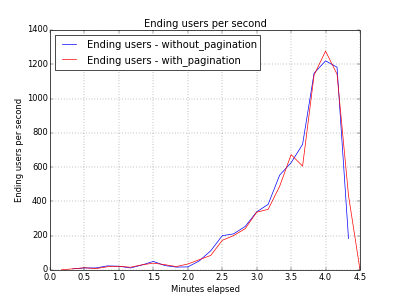 Ending users per second
Ending users - without_pagination
Ending users - with_pagination
Ending users per second
1400
1200
1000
800
600
400
200
0
0.0 0.5 1.0 1.5 2.0 2.5 3.0 3.5 4.0 4.5
Minutes elapsed